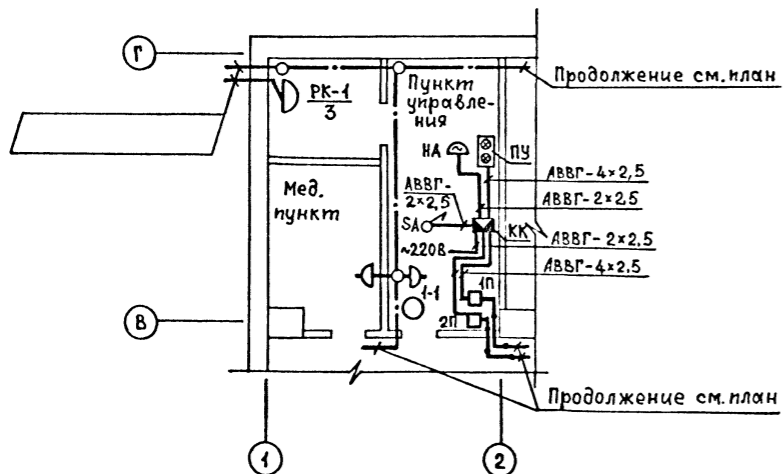 Г
Продолжение см. план
РК-1
3
Пункт
управле-
ния
НА
ПУ
АВВГ-4×2,5
АВВГ-
2×2,5
АВВГ-2×2,5
Мед.
пункт
SA
КК
~220В
АВВГ-2×2.5
АВВГ-4×2.5
1П
1-1
2П
В
Продолжение см. план
1
2